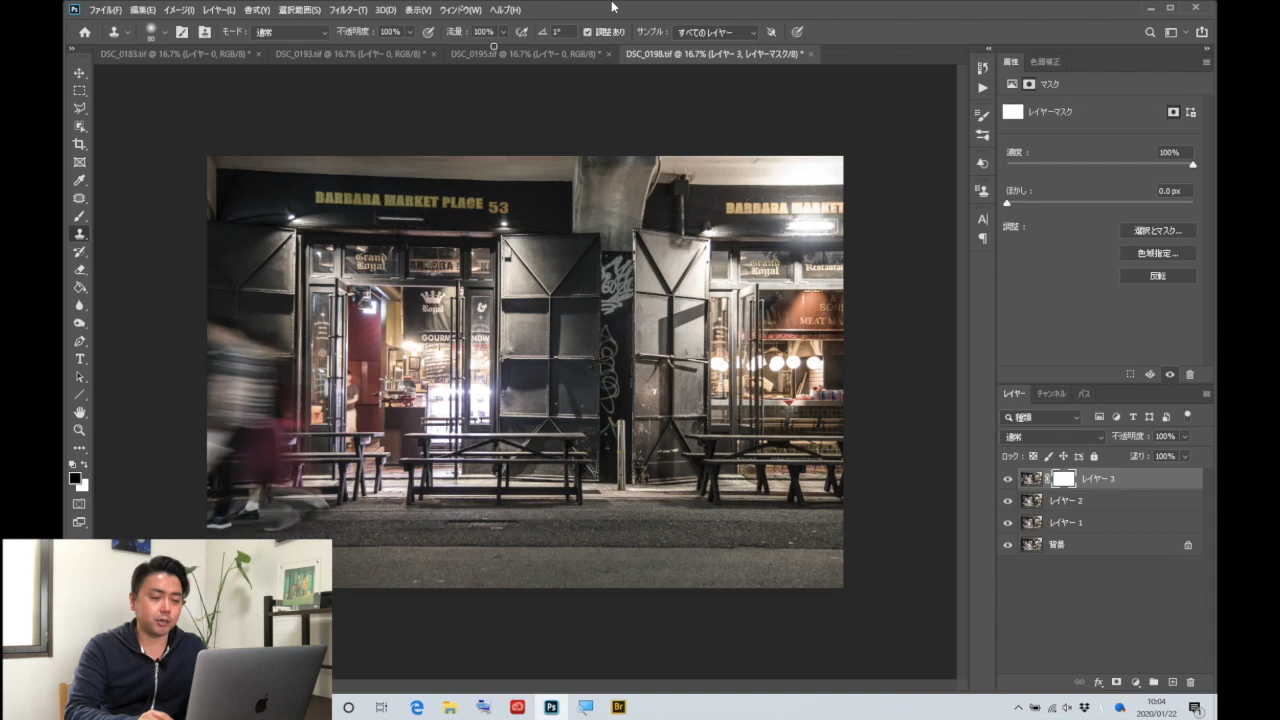 Ps ファイル(F) 編集(E) イメージ(I) レイヤー(L) 書式(Y) 選択範囲(S) フィルター(T) 3D(D) 表示(V) ウィンドウ(W) ヘルプ(H)
80 モード： 通常 不透明度： 100% 流量： 100% 1° 調整あり サンプル： すべてのレイヤー
DSC_0183.tif @ 16.7% (レイヤー 0, RGB/8) * × DSC_0193.tif @ 16.7% (レイヤー 0, RGB/8) * × DSC_0195.tif @ 16.7% (レイヤー 0, RGB/8) * × DSC_0198.tif @ 16.7% (レイヤー 3, レイヤーマスク/8) * ×
属性 色調補正
マスク
レイヤーマスク
濃度： 100%
ぼかし： 0.0 px
調整：
選択とマスク...
色域指定...
反転
BARBARA MARKET PLACE 53
BARBARA MARKET
Grand Royal
Royal &
Grand Royal Restaura
SONS
MEAT MA
レイヤー チャンネル パス
種類
通常 不透明度： 100%
ロック： 塗り： 100%
レイヤー 3
レイヤー 2
レイヤー 1
背景
Ps Br
10:04
2020/01/22